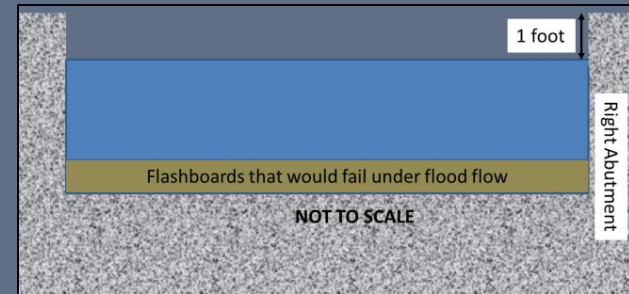 1 foot
Right Abutment
Flashboards that would fail under flood flow
NOT TO SCALE